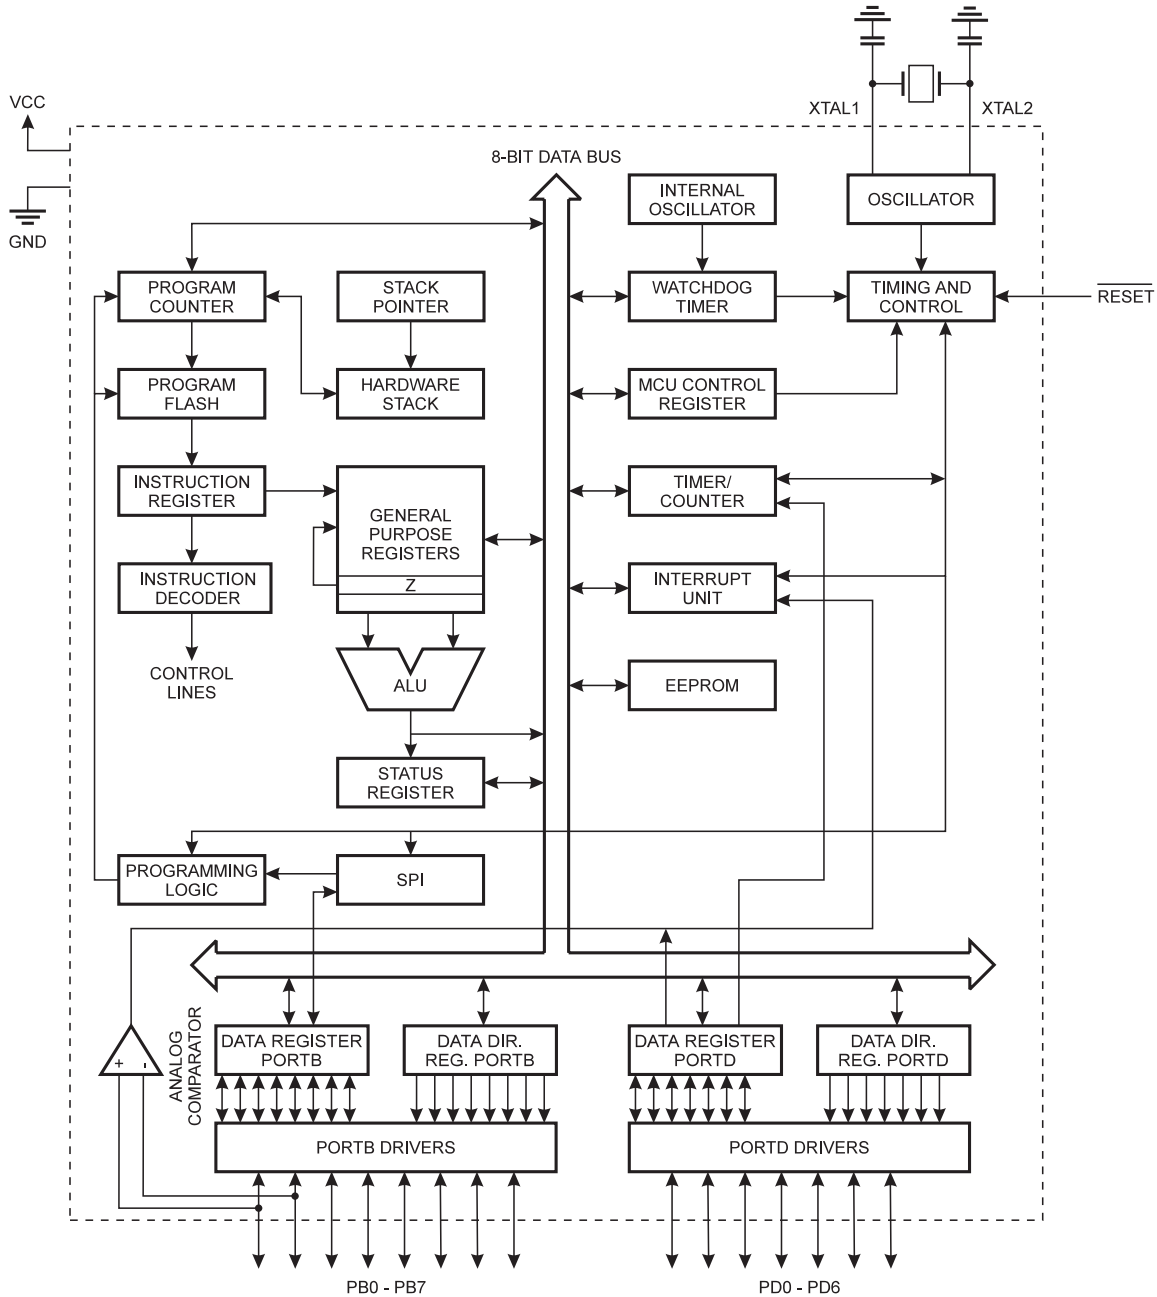 XTAL1
XTAL2
VCC
GND
8-BIT DATA BUS
INTERNAL
OSCILLATOR
OSCILLATOR
PROGRAM
COUNTER
STACK
POINTER
WATCHDOG
TIMER
TIMING AND
CONTROL
RESET
PROGRAM
FLASH
HARDWARE
STACK
MCU CONTROL
REGISTER
INSTRUCTION
REGISTER
GENERAL
PURPOSE
REGISTERS
Z
TIMER/
COUNTER
INSTRUCTION
DECODER
INTERRUPT
UNIT
CONTROL
LINES
ALU
EEPROM
STATUS
REGISTER
PROGRAMMING
LOGIC
SPI
ANALOG
COMPARATOR
+
-
DATA REGISTER
PORTB
DATA DIR.
REG. PORTB
DATA REGISTER
PORTD
DATA DIR.
REG. PORTD
PORTB DRIVERS
PORTD DRIVERS
PB0 - PB7
PD0 - PD6